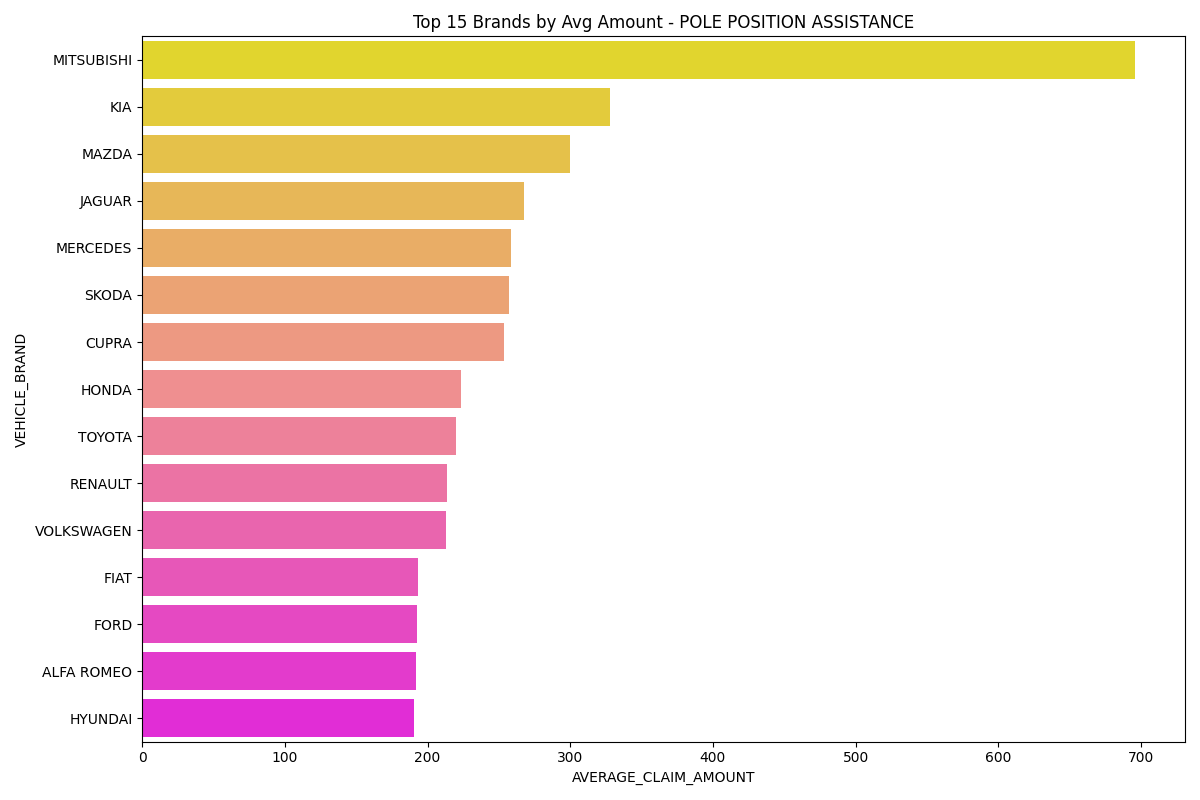 Top 15 Brands by Avg Amount - POLE POSITION ASSISTANCE
VEHICLE_BRAND
MITSUBISHI
KIA
MAZDA
JAGUAR
MERCEDES
SKODA
CUPRA
HONDA
TOYOTA
RENAULT
VOLKSWAGEN
FIAT
FORD
ALFA ROMEO
HYUNDAI
0 100 200 300 400 500 600 700
AVERAGE_CLAIM_AMOUNT